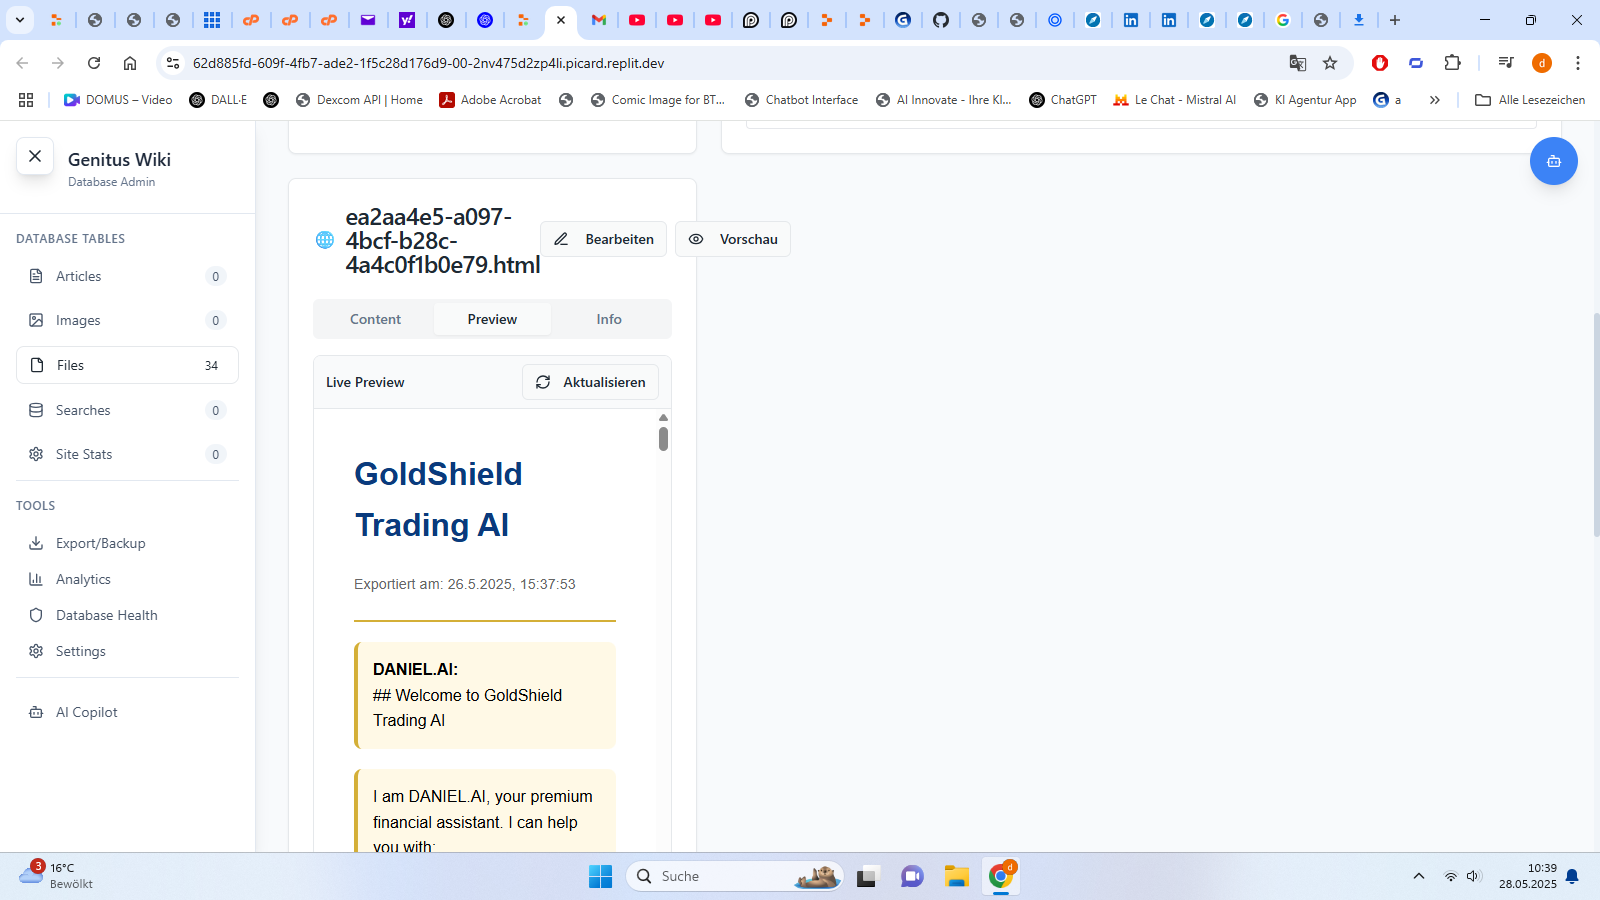 62d885fd-609f-4fb7-ade2-1f5c28d176d9-00-2nv475d2zp4li.picard.replit.dev
d
DOMUS – Video
DALL·E
Dexcom API | Home
Adobe Acrobat
Comic Image for BT...
Chatbot Interface
AI Innovate - Ihre KI...
ChatGPT
Le Chat - Mistral AI
KI Agentur App
a
Alle Lesezeichen
Genitus Wiki
Database Admin
DATABASE TABLES
Articles 0
Images 0
Files 34
Searches 0
Site Stats 0
TOOLS
Export/Backup
Analytics
Database Health
Settings
AI Copilot
ea2aa4e5-a097-
4bcf-b28c-
4a4c0f1b0e79.html
Bearbeiten
Vorschau
Content
Preview
Info
Live Preview
Aktualisieren
GoldShield
Trading AI
Exportiert am: 26.5.2025, 15:37:53
DANIEL.AI:
## Welcome to GoldShield
Trading AI
I am DANIEL.AI, your premium
financial assistant. I can help
you with:
3
16°C
Bewölkt
Suche
d
10:39
28.05.2025